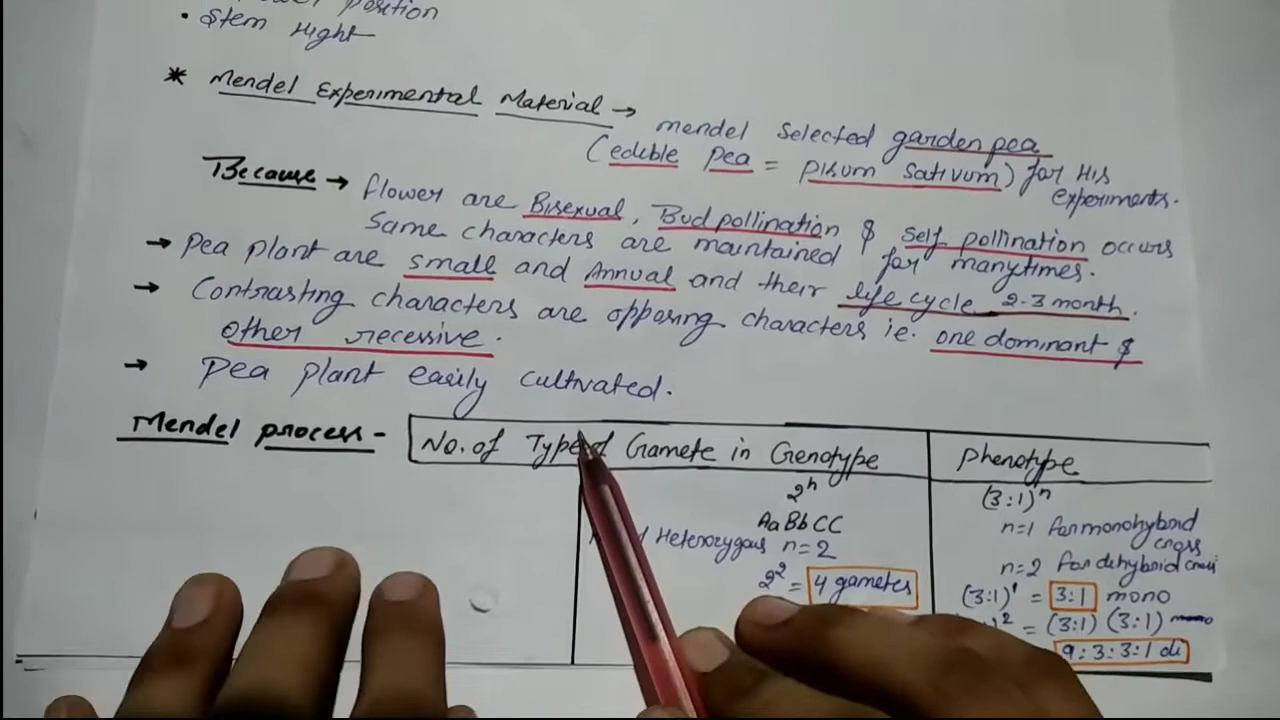 Position
• Stem Hight
* Mendel Experimental Material →
mendel selected garden pea
(edible pea = pisum sativum) for His
experiments.
Because → flower are Bisexual, Bud pollination & self pollination occurs
Same characters are maintained for manytimes.
→ Pea plant are small and Annual and their life cycle 2-3 month.
→ Contrasting characters are opposing characters ie. one dominant &
other recessive.
→ Pea plant easily cultivated.
Mendel process-
No. of Type of Gamete in Genotype
2ⁿ
AaBbCC
Heterozygous n=2
2² = 4 gametes
Phenotype
(3:1)ⁿ
n=1 for monohybrid
cross
n=2 for dehybrid cross
(3:1)¹ = 3:1 mono
² = (3:1) (3:1)
9:3:3:1 di